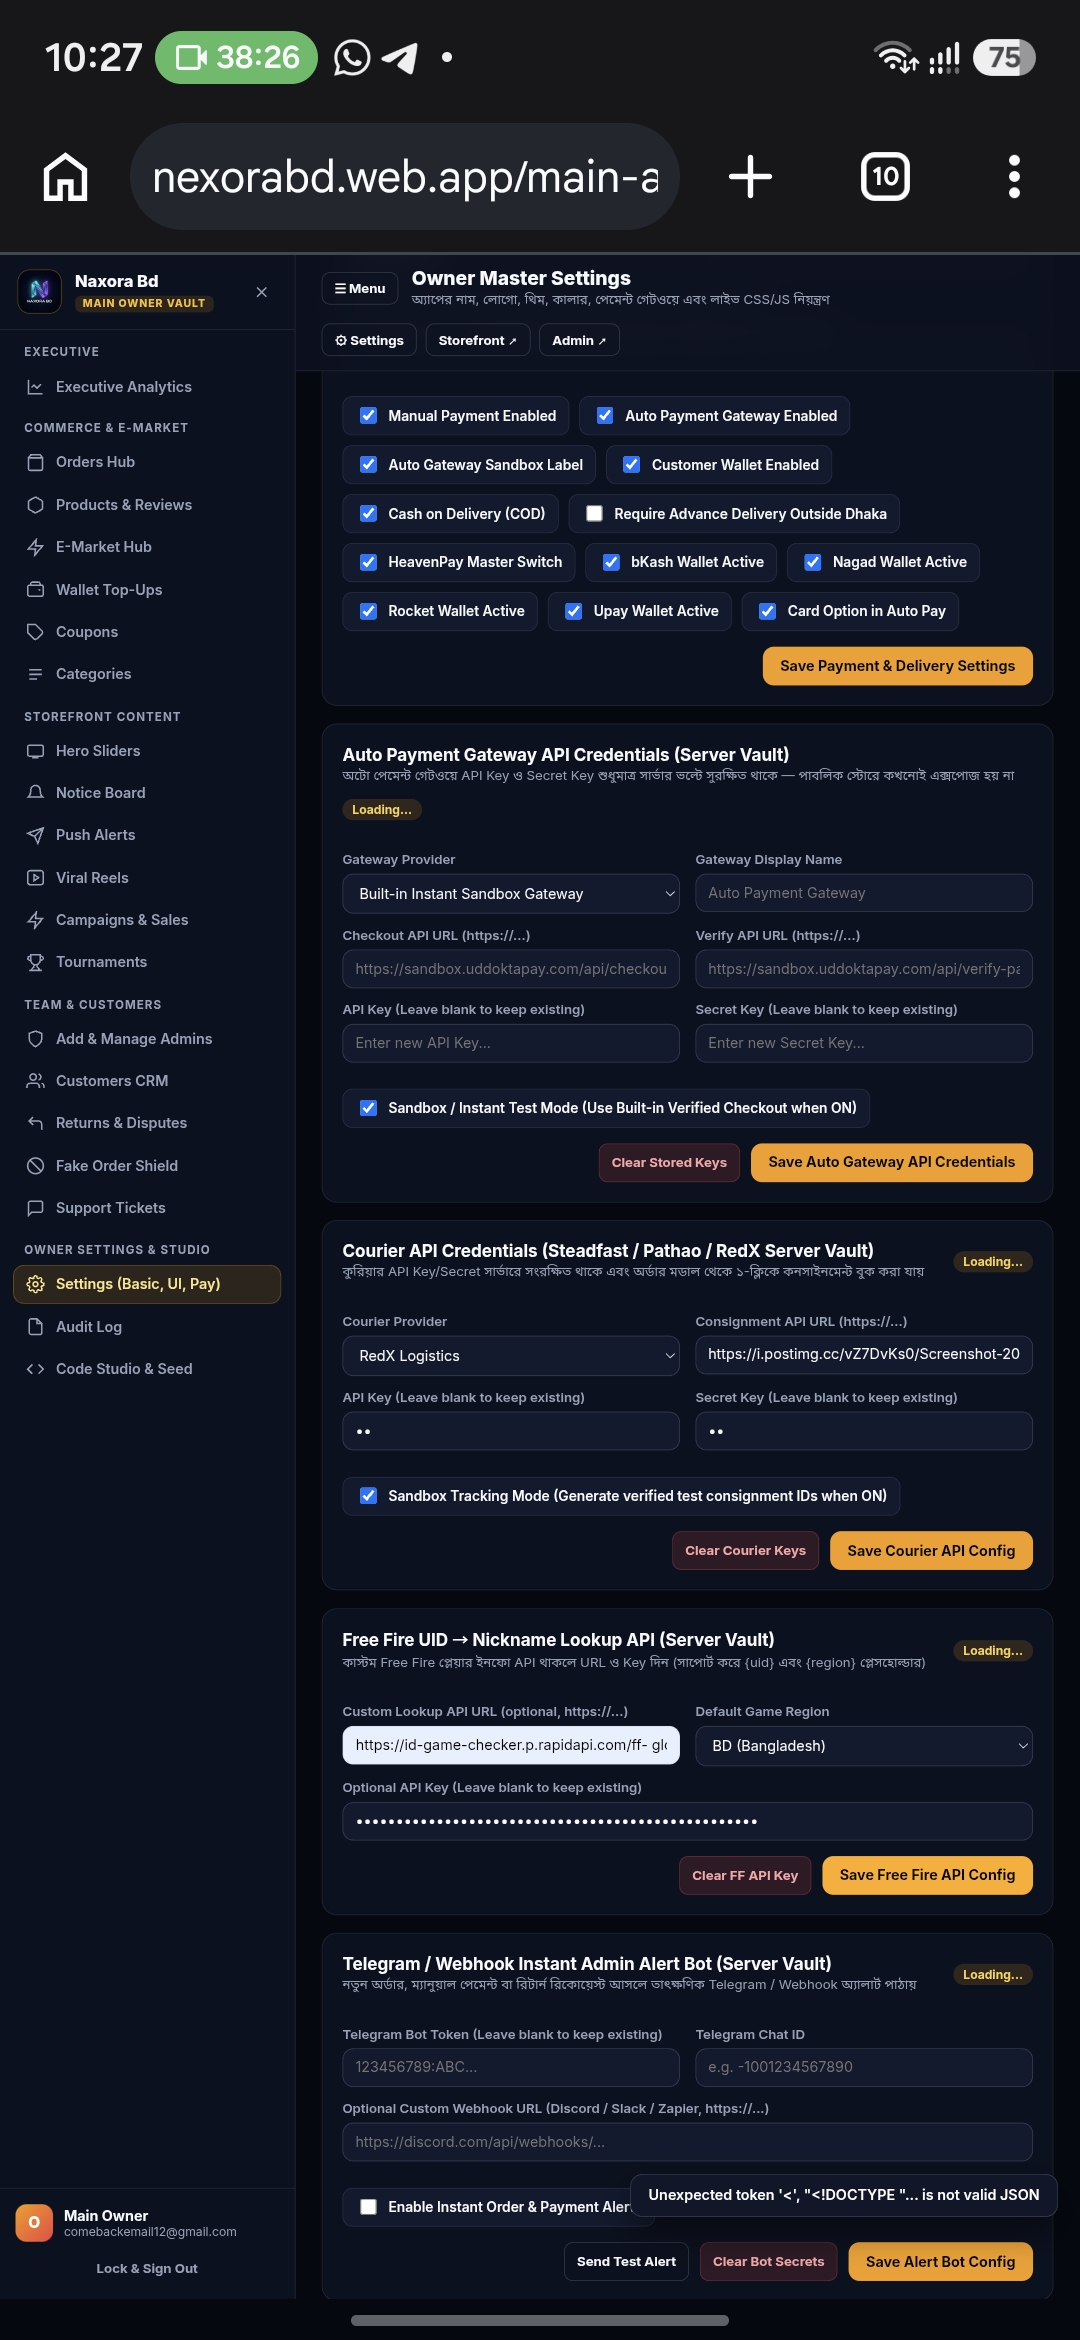 10:27
38:26
75
nexorabd.web.app/main-a
10
Naxora Bd
MAIN OWNER VAULT
EXECUTIVE
Executive Analytics
COMMERCE & E-MARKET
Orders Hub
Products & Reviews
E-Market Hub
Wallet Top-Ups
Coupons
Categories
STOREFRONT CONTENT
Hero Sliders
Notice Board
Push Alerts
Viral Reels
Campaigns & Sales
Tournaments
TEAM & CUSTOMERS
Add & Manage Admins
Customers CRM
Returns & Disputes
Fake Order Shield
Support Tickets
OWNER SETTINGS & STUDIO
Settings (Basic, UI, Pay)
Audit Log
Code Studio & Seed
O
Main Owner
comebackemail12@gmail.com
Lock & Sign Out
☰ Menu
Owner Master Settings
অ্যাপের নাম, লোগো, থিম, কালার, পেমেন্ট গেটওয়ে এবং লাইভ CSS/JS নিয়ন্ত্রণ
⚙ Settings
Storefront ↗
Admin ↗
Manual Payment Enabled
Auto Payment Gateway Enabled
Auto Gateway Sandbox Label
Customer Wallet Enabled
Cash on Delivery (COD)
Require Advance Delivery Outside Dhaka
HeavenPay Master Switch
bKash Wallet Active
Nagad Wallet Active
Rocket Wallet Active
Upay Wallet Active
Card Option in Auto Pay
Save Payment & Delivery Settings
Auto Payment Gateway API Credentials (Server Vault)
অটো পেমেন্ট গেটওয়ে API Key ও Secret Key শুধুমাত্র সার্ভার ভল্টে সুরক্ষিত থাকে — পাবলিক স্টোরে কখনোই এক্সপোজ হয় না
Loading...
Gateway Provider
Gateway Display Name
Built-in Instant Sandbox Gateway
Auto Payment Gateway
Checkout API URL (https://...)
Verify API URL (https://...)
https://sandbox.uddoktapay.com/api/checkou
https://sandbox.uddoktapay.com/api/verify-pa
API Key (Leave blank to keep existing)
Secret Key (Leave blank to keep existing)
Enter new API Key...
Enter new Secret Key...
Sandbox / Instant Test Mode (Use Built-in Verified Checkout when ON)
Clear Stored Keys
Save Auto Gateway API Credentials
Courier API Credentials (Steadfast / Pathao / RedX Server Vault)
কুরিয়ার API Key/Secret সার্ভারে সংরক্ষিত থাকে এবং অর্ডার মডাল থেকে ১-ক্লিকে কনসাইনমেন্ট বুক করা যায়
Loading...
Courier Provider
Consignment API URL (https://...)
RedX Logistics
https://i.postimg.cc/vZ7DvKs0/Screenshot-20
API Key (Leave blank to keep existing)
Secret Key (Leave blank to keep existing)
Sandbox Tracking Mode (Generate verified test consignment IDs when ON)
Clear Courier Keys
Save Courier API Config
Free Fire UID → Nickname Lookup API (Server Vault)
কাস্টম Free Fire প্লেয়ার ইনফো API থাকলে URL ও Key দিন (সাপোর্ট করে {uid} এবং {region} প্লেসহোল্ডার)
Loading...
Custom Lookup API URL (optional, https://...)
Default Game Region
https://id-game-checker.p.rapidapi.com/ff- glo
BD (Bangladesh)
Optional API Key (Leave blank to keep existing)
Clear FF API Key
Save Free Fire API Config
Telegram / Webhook Instant Admin Alert Bot (Server Vault)
নতুন অর্ডার, ম্যানুয়াল পেমেন্ট বা রিটার্ন রিকোয়েস্ট আসলে তাৎক্ষণিক Telegram / Webhook অ্যালার্ট পাঠায়
Loading...
Telegram Bot Token (Leave blank to keep existing)
Telegram Chat ID
123456789:ABC...
e.g. -1001234567890
Optional Custom Webhook URL (Discord / Slack / Zapier, https://...)
https://discord.com/api/webhooks/...
Enable Instant Order & Payment Aler
Unexpected token '<', "<!DOCTYPE "... is not valid JSON
Send Test Alert
Clear Bot Secrets
Save Alert Bot Config